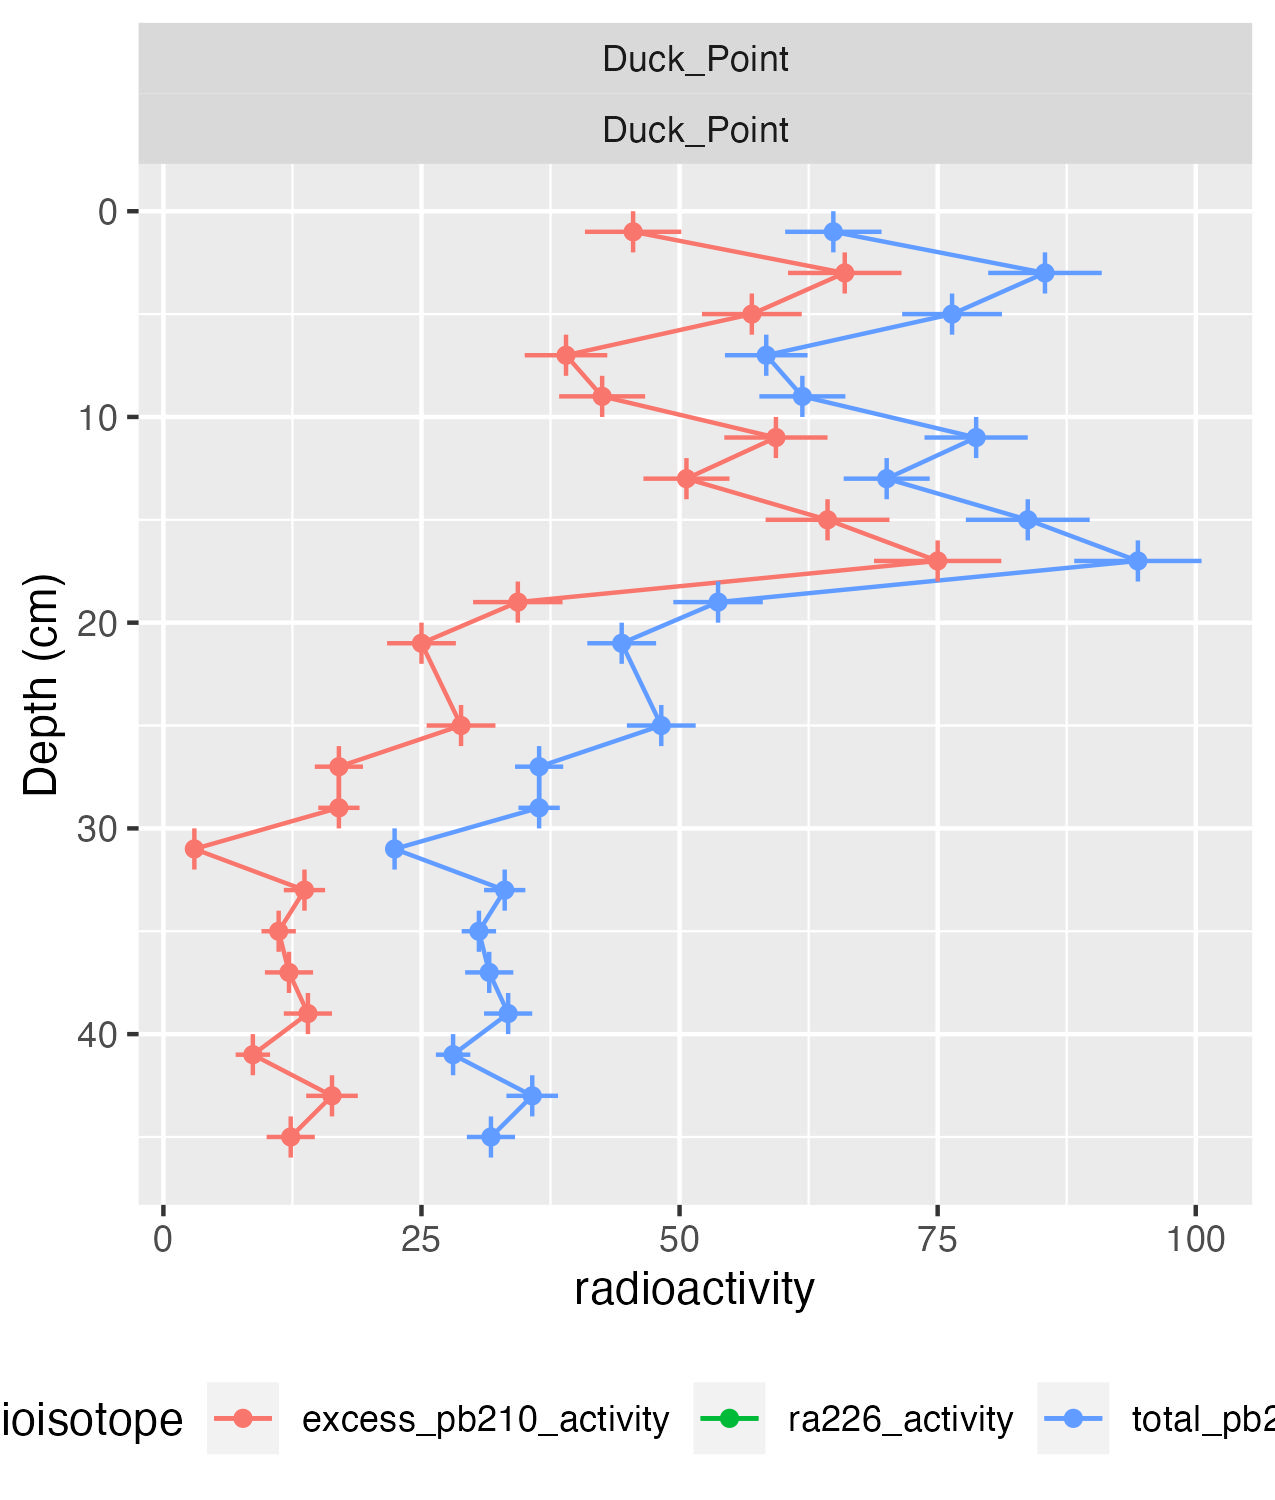 Duck_Point
Duck_Point
0
10
20
30
40
Depth (cm)
0 25 50 75 100
radioactivity
ioisotope excess_pb210_activity ra226_activity total_pb2